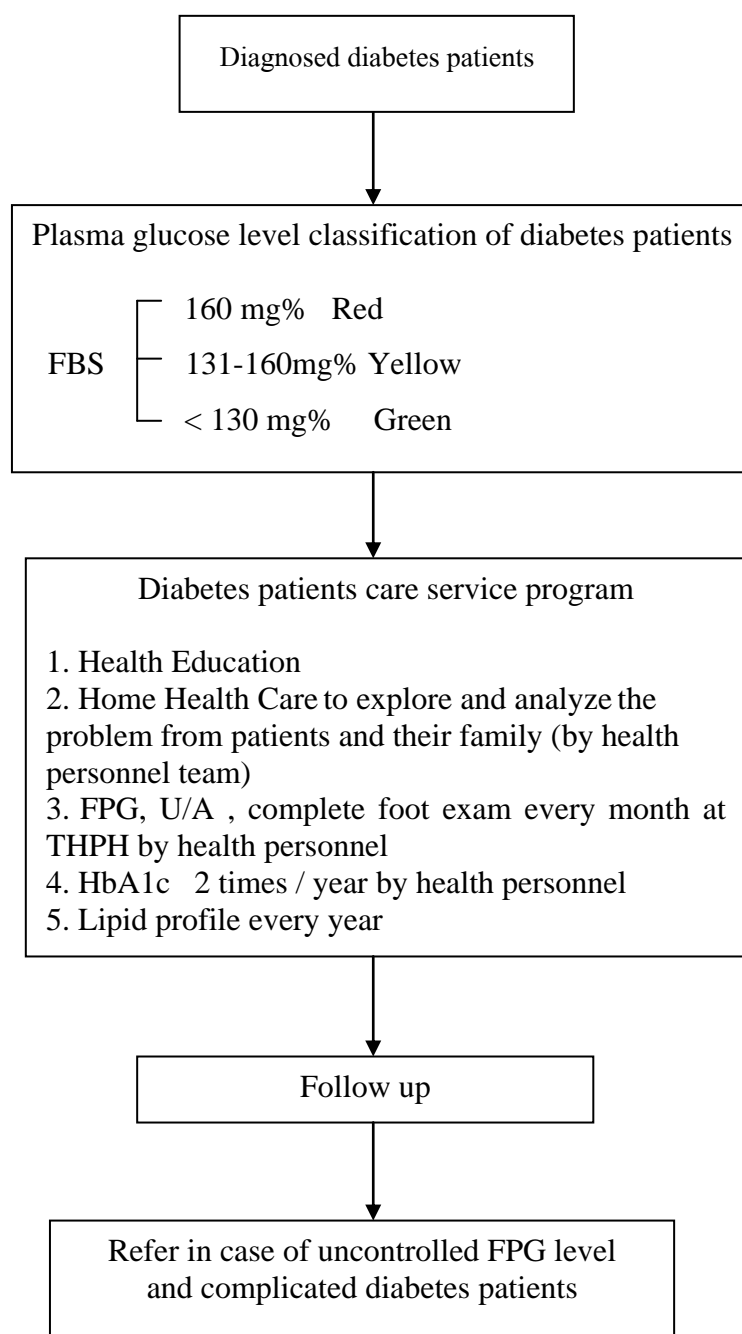 Diagnosed diabetes patients
Plasma glucose level classification of diabetes patients
160 mg% Red
FBS 131-160mg% Yellow
< 130 mg% Green
Diabetes patients care service program
1. Health Education
2. Home Health Care to explore and analyze the
problem from patients and their family (by health
personnel team)
3. FPG, U/A , complete foot exam every month at
THPH by health personnel
4. HbA1c 2 times / year by health personnel
5. Lipid profile every year
Follow up
Refer in case of uncontrolled FPG level
and complicated diabetes patients